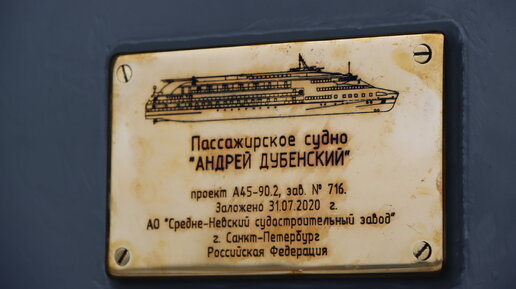 Пассажирское судно
"АНДРЕЙ ДУБЕНСКИЙ"
проект А45-90.2, зав. № 716.
Заложено 31.07.2020 г.
АО "Средне-Невский судостроительный завод"
г. Санкт-Петербург
Российская Федерация